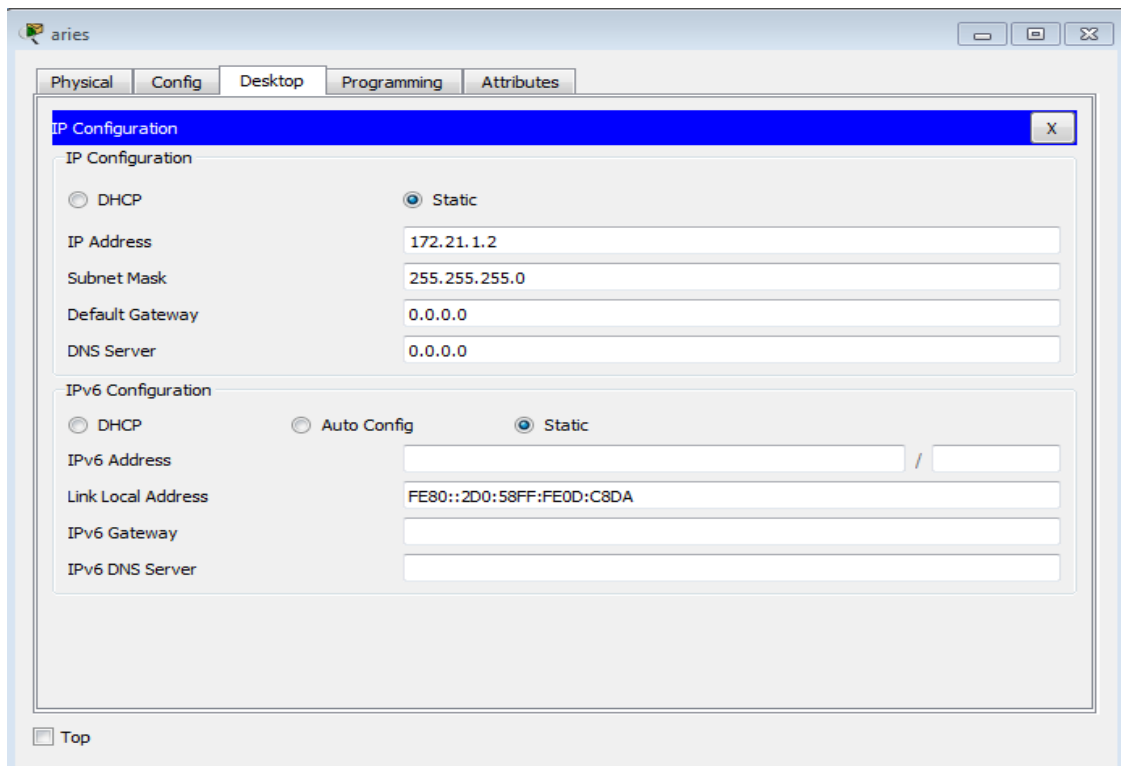 aries
Physical Config Desktop Programming Attributes
IP Configuration X
IP Configuration
DHCP Static
IP Address 172.21.1.2
Subnet Mask 255.255.255.0
Default Gateway 0.0.0.0
DNS Server 0.0.0.0
IPv6 Configuration
DHCP Auto Config Static
IPv6 Address /
Link Local Address FE80::2D0:58FF:FE0D:C8DA
IPv6 Gateway
IPv6 DNS Server
Top